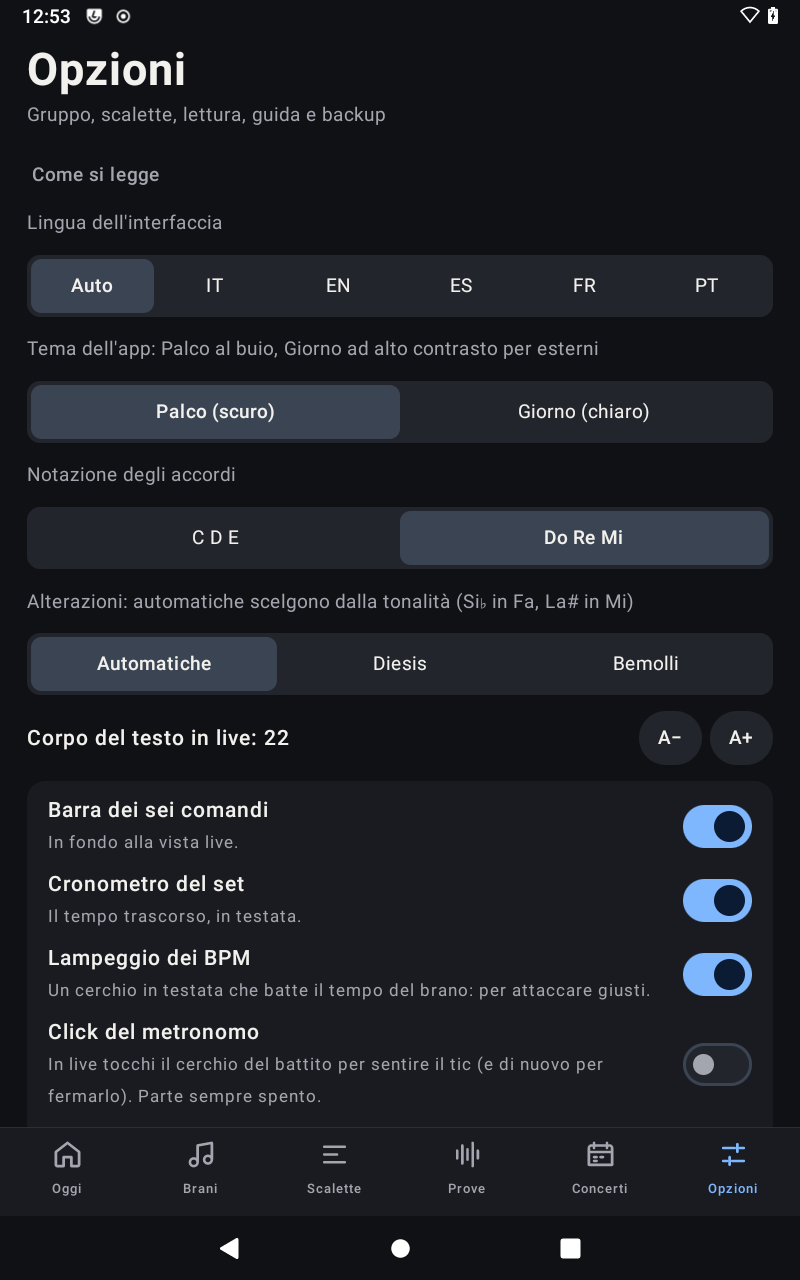 12:53
Opzioni
Gruppo, scalette, lettura, guida e backup
Come si legge
Lingua dell'interfaccia
Auto IT EN ES FR PT
Tema dell'app: Palco al buio, Giorno ad alto contrasto per esterni
Palco (scuro) Giorno (chiaro)
Notazione degli accordi
C D E Do Re Mi
Alterazioni: automatiche scelgono dalla tonalità (Si♭ in Fa, La# in Mi)
Automatiche Diesis Bemolli
Corpo del testo in live: 22 A− A+
Barra dei sei comandi
In fondo alla vista live.
Cronometro del set
Il tempo trascorso, in testata.
Lampeggio dei BPM
Un cerchio in testata che batte il tempo del brano: per attaccare giusti.
Click del metronomo
In live tocchi il cerchio del battito per sentire il tic (e di nuovo per
fermarlo). Parte sempre spento.
Oggi Brani Scalette Prove Concerti Opzioni